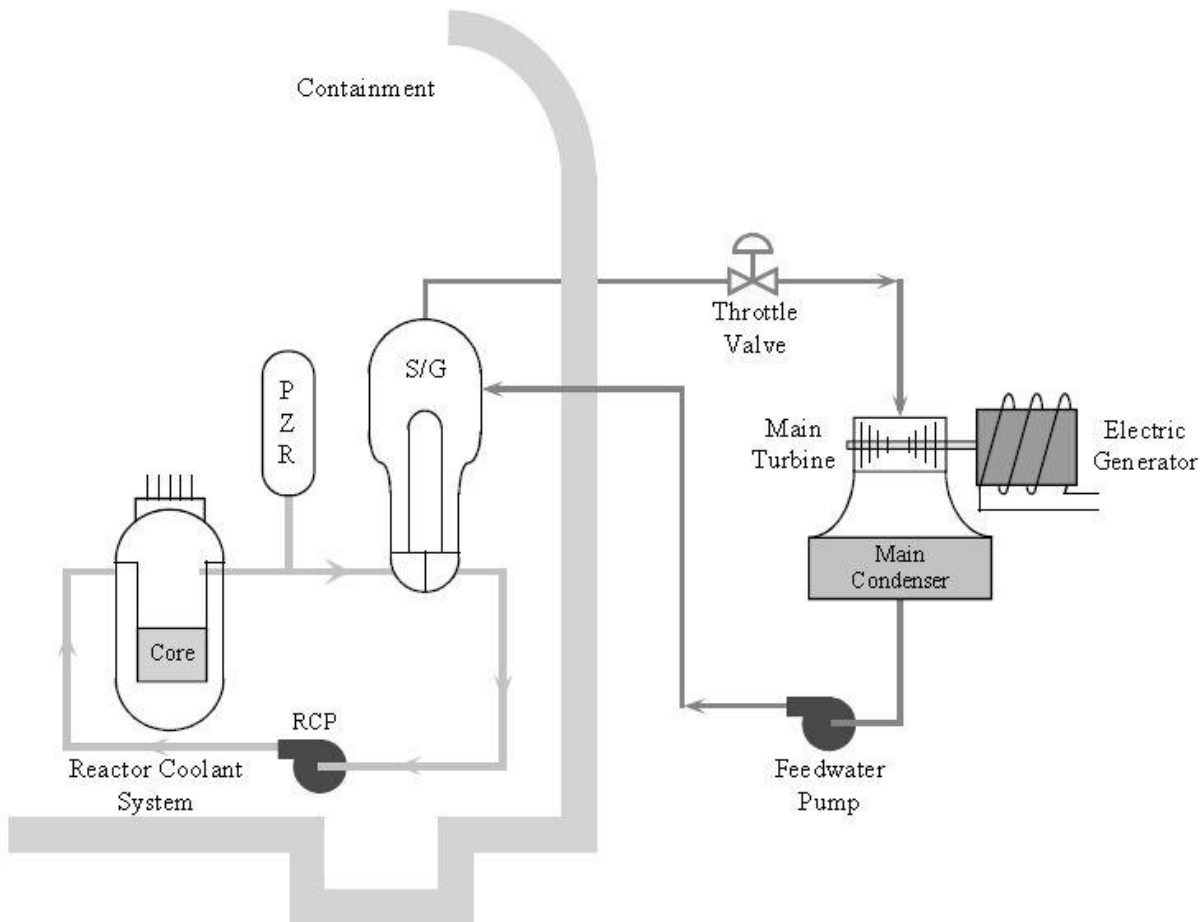 Containment
Throttle
Valve
S/G
P
Z
R
Main
Turbine
Electric
Generator
Main
Condenser
Core
RCP
Reactor Coolant
System
Feedwater
Pump